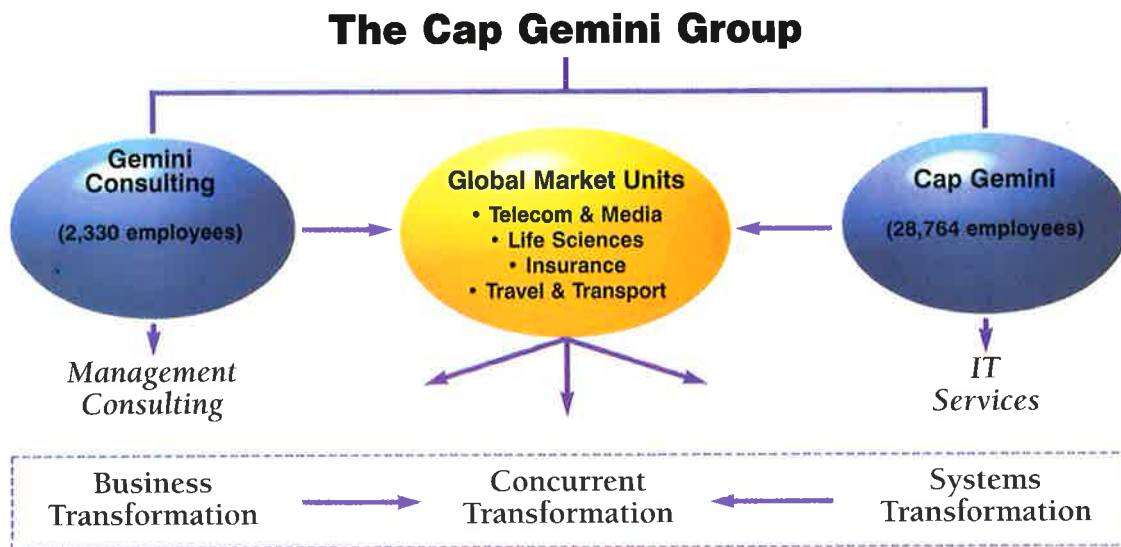 The Cap Gemini Group
Gemini
Consulting
(2,330 employees)
Global Market Units
• Telecom & Media
• Life Sciences
• Insurance
• Travel & Transport
Cap Gemini
(28,764 employees)
Management
Consulting
IT
Services
Business
Transformation
Concurrent
Transformation
Systems
Transformation